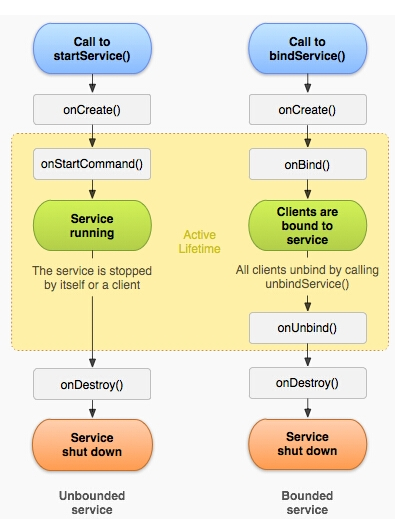 Call to
startService()
onCreate()
onStartCommand()
Service
running
The service is stopped
by itself or a client
onDestroy()
Service
shut down
Unbounded
service
Active
Lifetime
Call to
bindService()
onCreate()
onBind()
Clients are
bound to
service
All clients unbind by calling
unbindService()
onUnbind()
onDestroy()
Service
shut down
Bounded
service